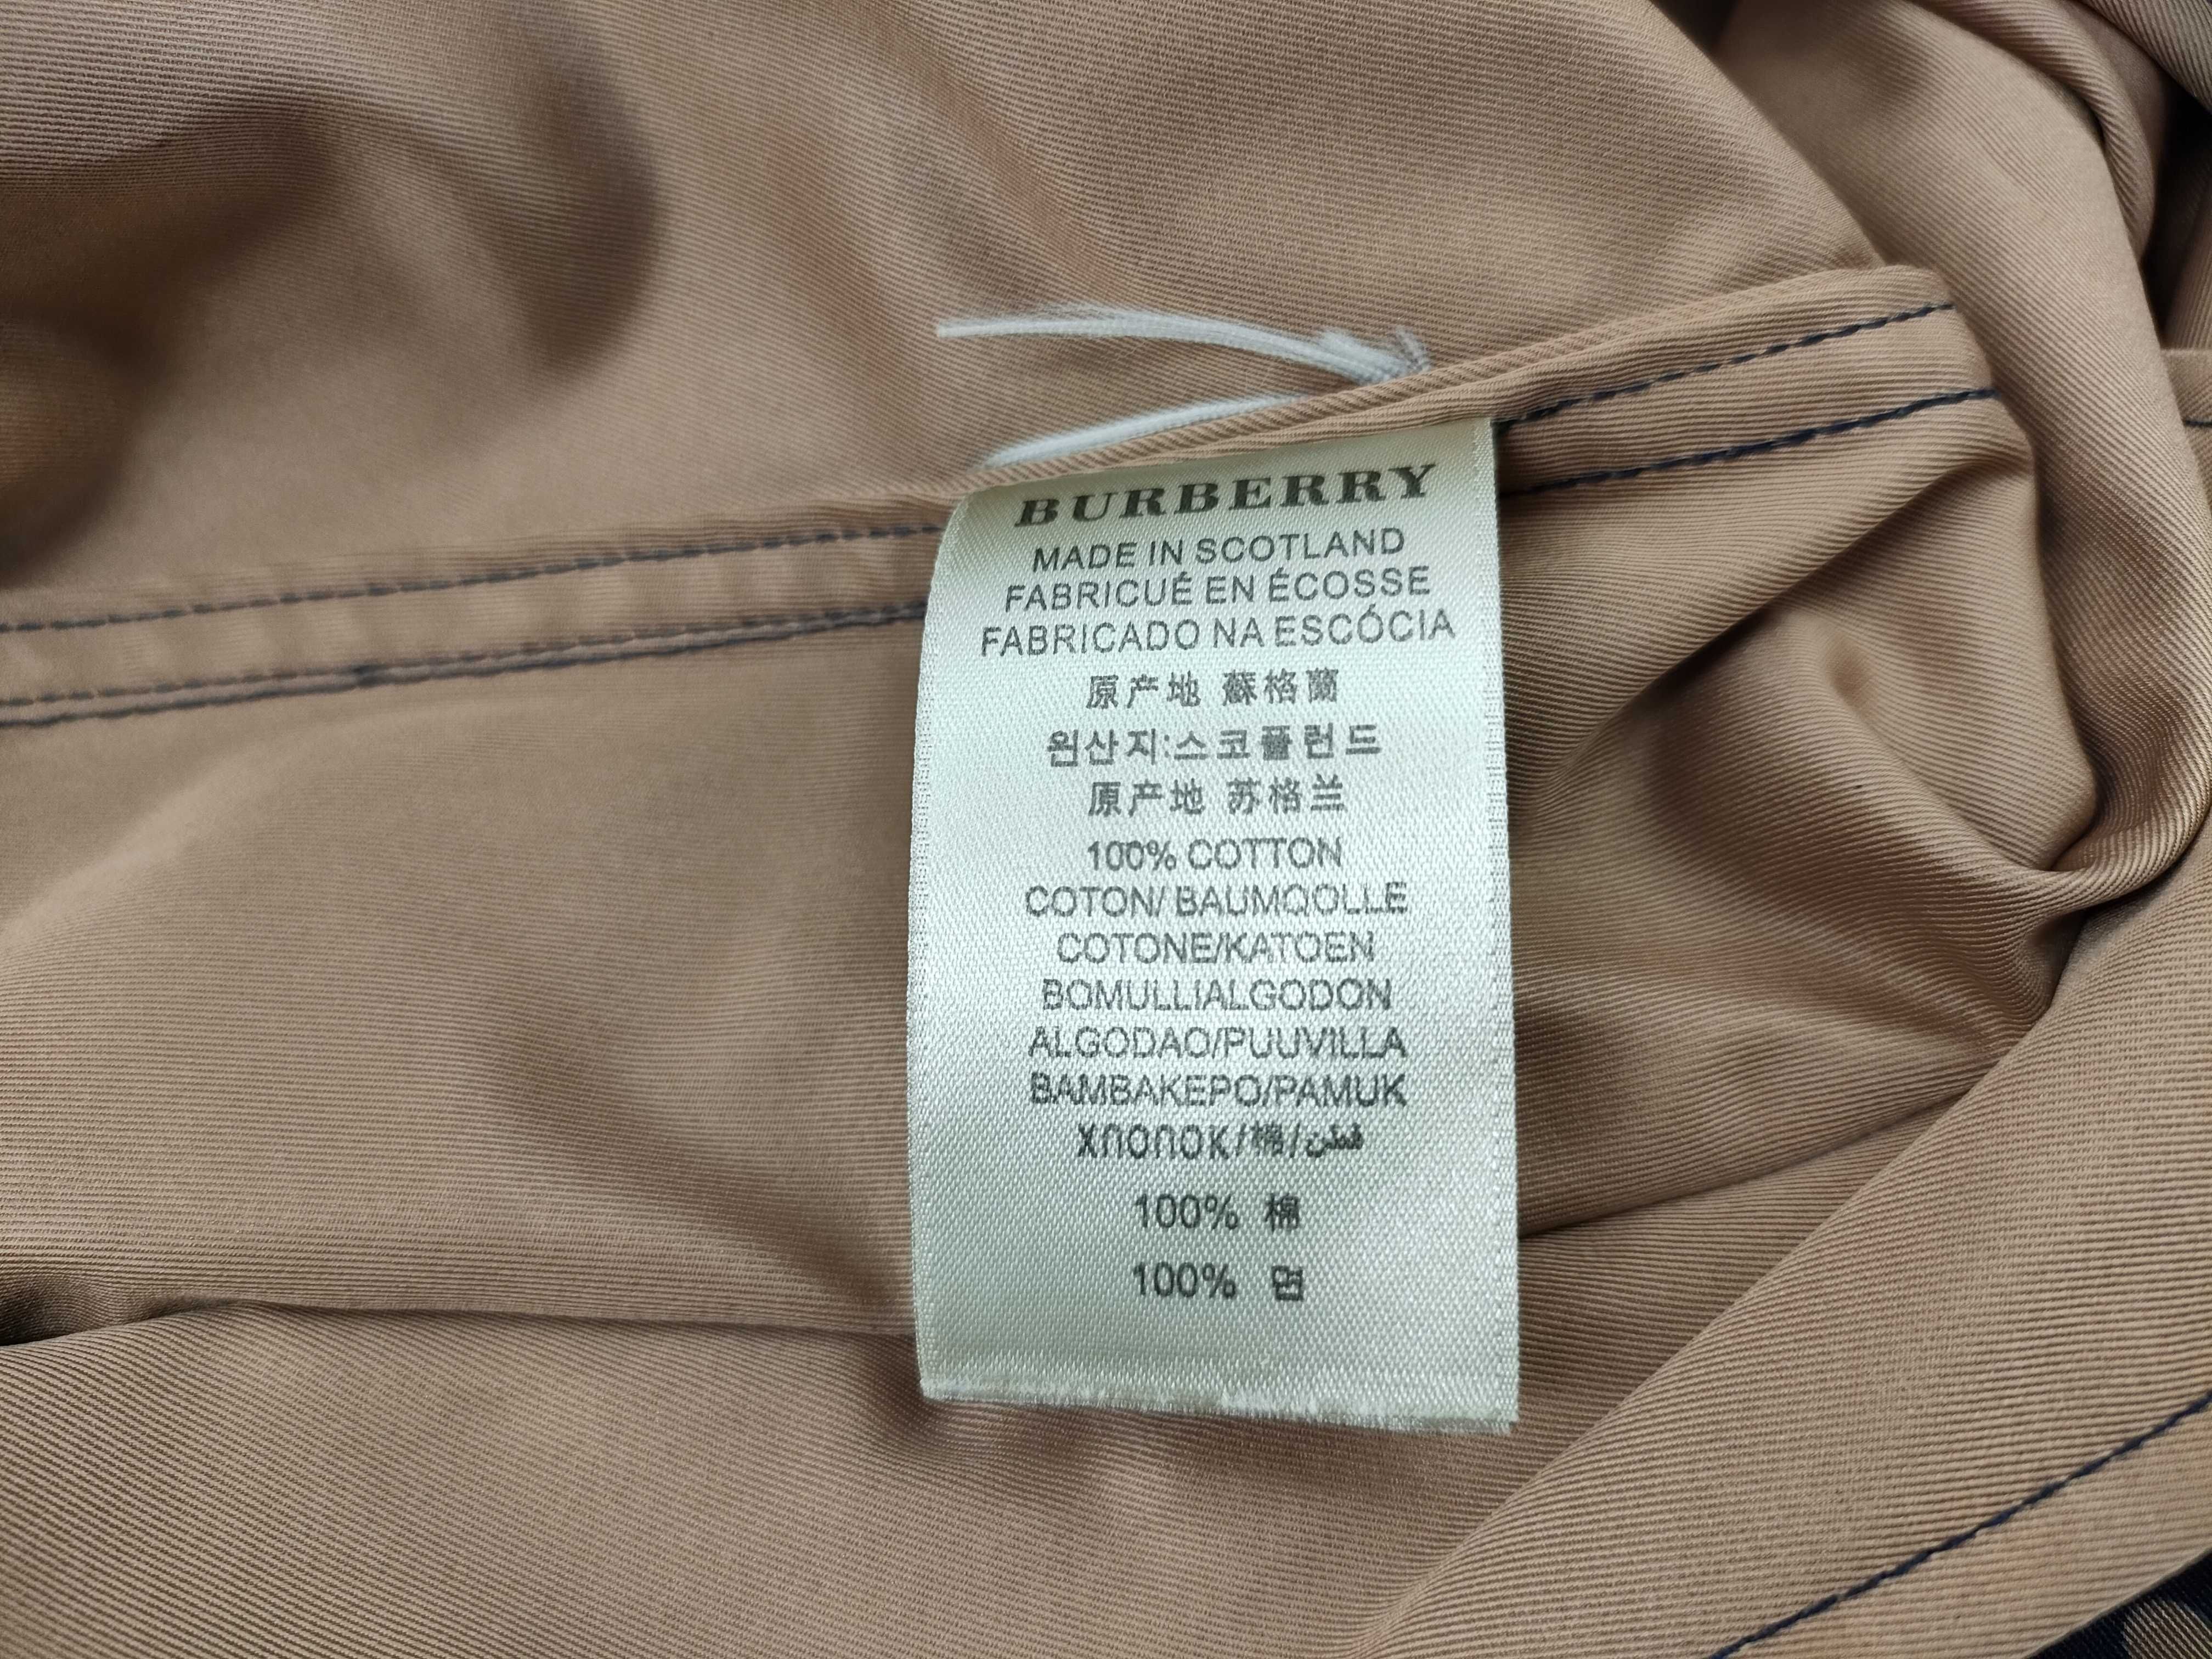 BURBERRY
MADE IN SCOTLAND
FABRICUÉ EN ÉCOSSE
FABRICADO NA ESCÓCIA
原产地 蘇格蘭
원산지:스코플런드
原产地 苏格兰
100% COTTON
COTON/ BAUMQOLLE
COTONE/KATOEN
BOMULLIALGODON
ALGODAO/PUUVILLA
BAMBAKEPO/PAMUK
XПОПОK/棉/قطن
100% 棉
100% 면